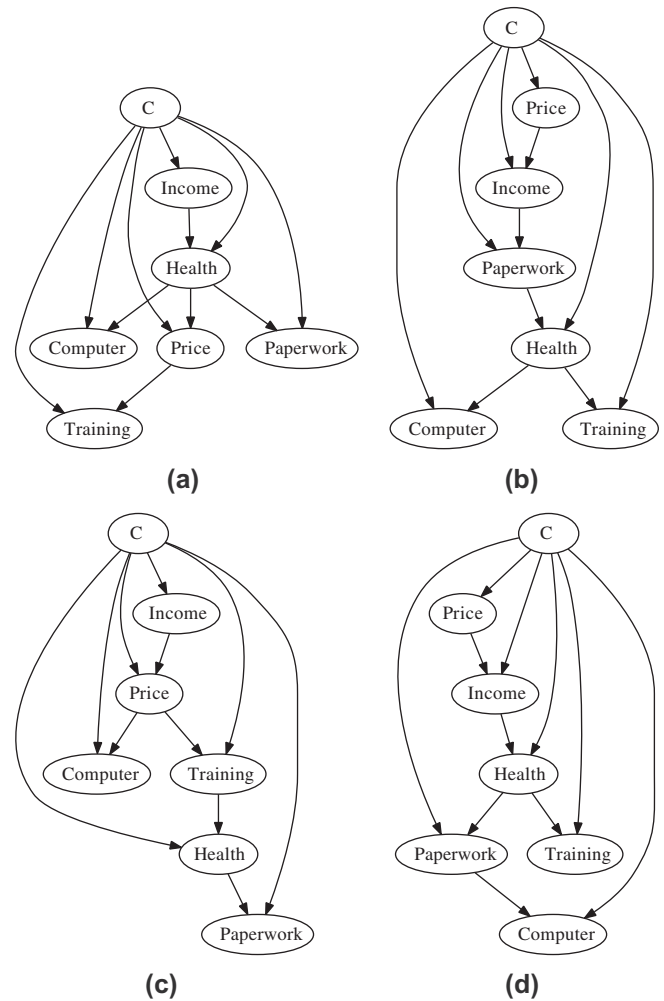 C
Income
Health
Computer Price Paperwork
Training
(a)
C
Price
Income
Paperwork
Health
Computer Training
(b)
C
Income
Price
Computer Training
Health
Paperwork
(c)
C
Price
Income
Health
Paperwork Training
Computer
(d)